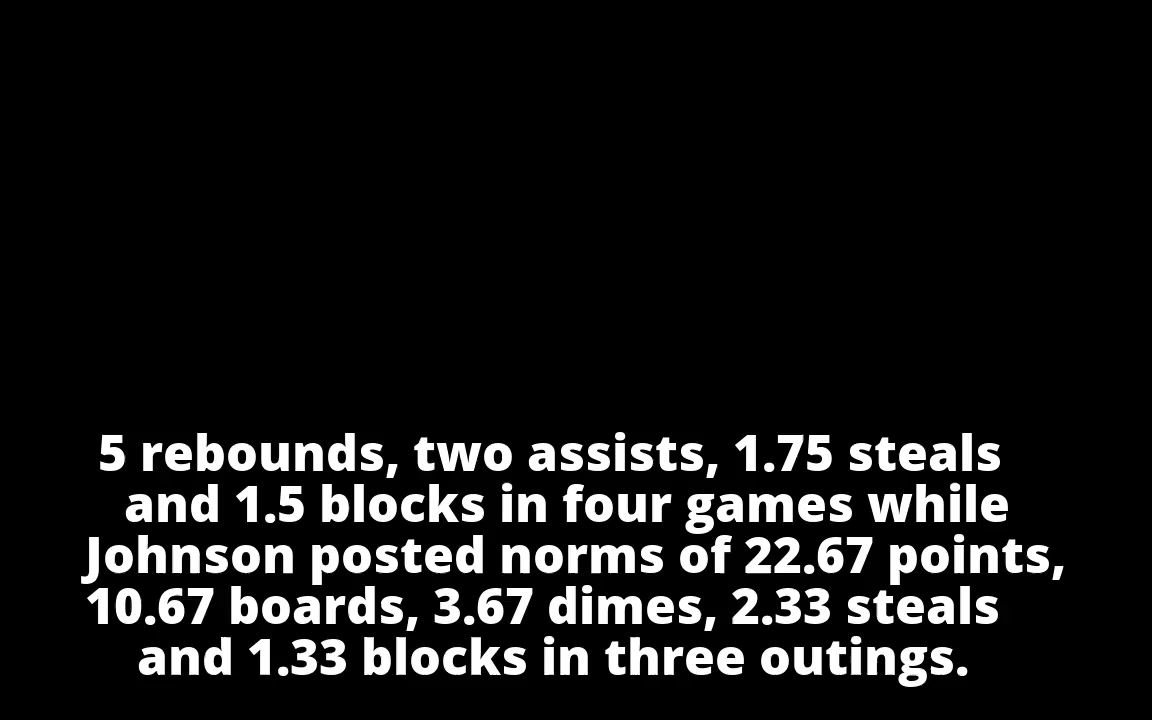 5 rebounds, two assists, 1.75 steals
and 1.5 blocks in four games while
Johnson posted norms of 22.67 points,
10.67 boards, 3.67 dimes, 2.33 steals
and 1.33 blocks in three outings.